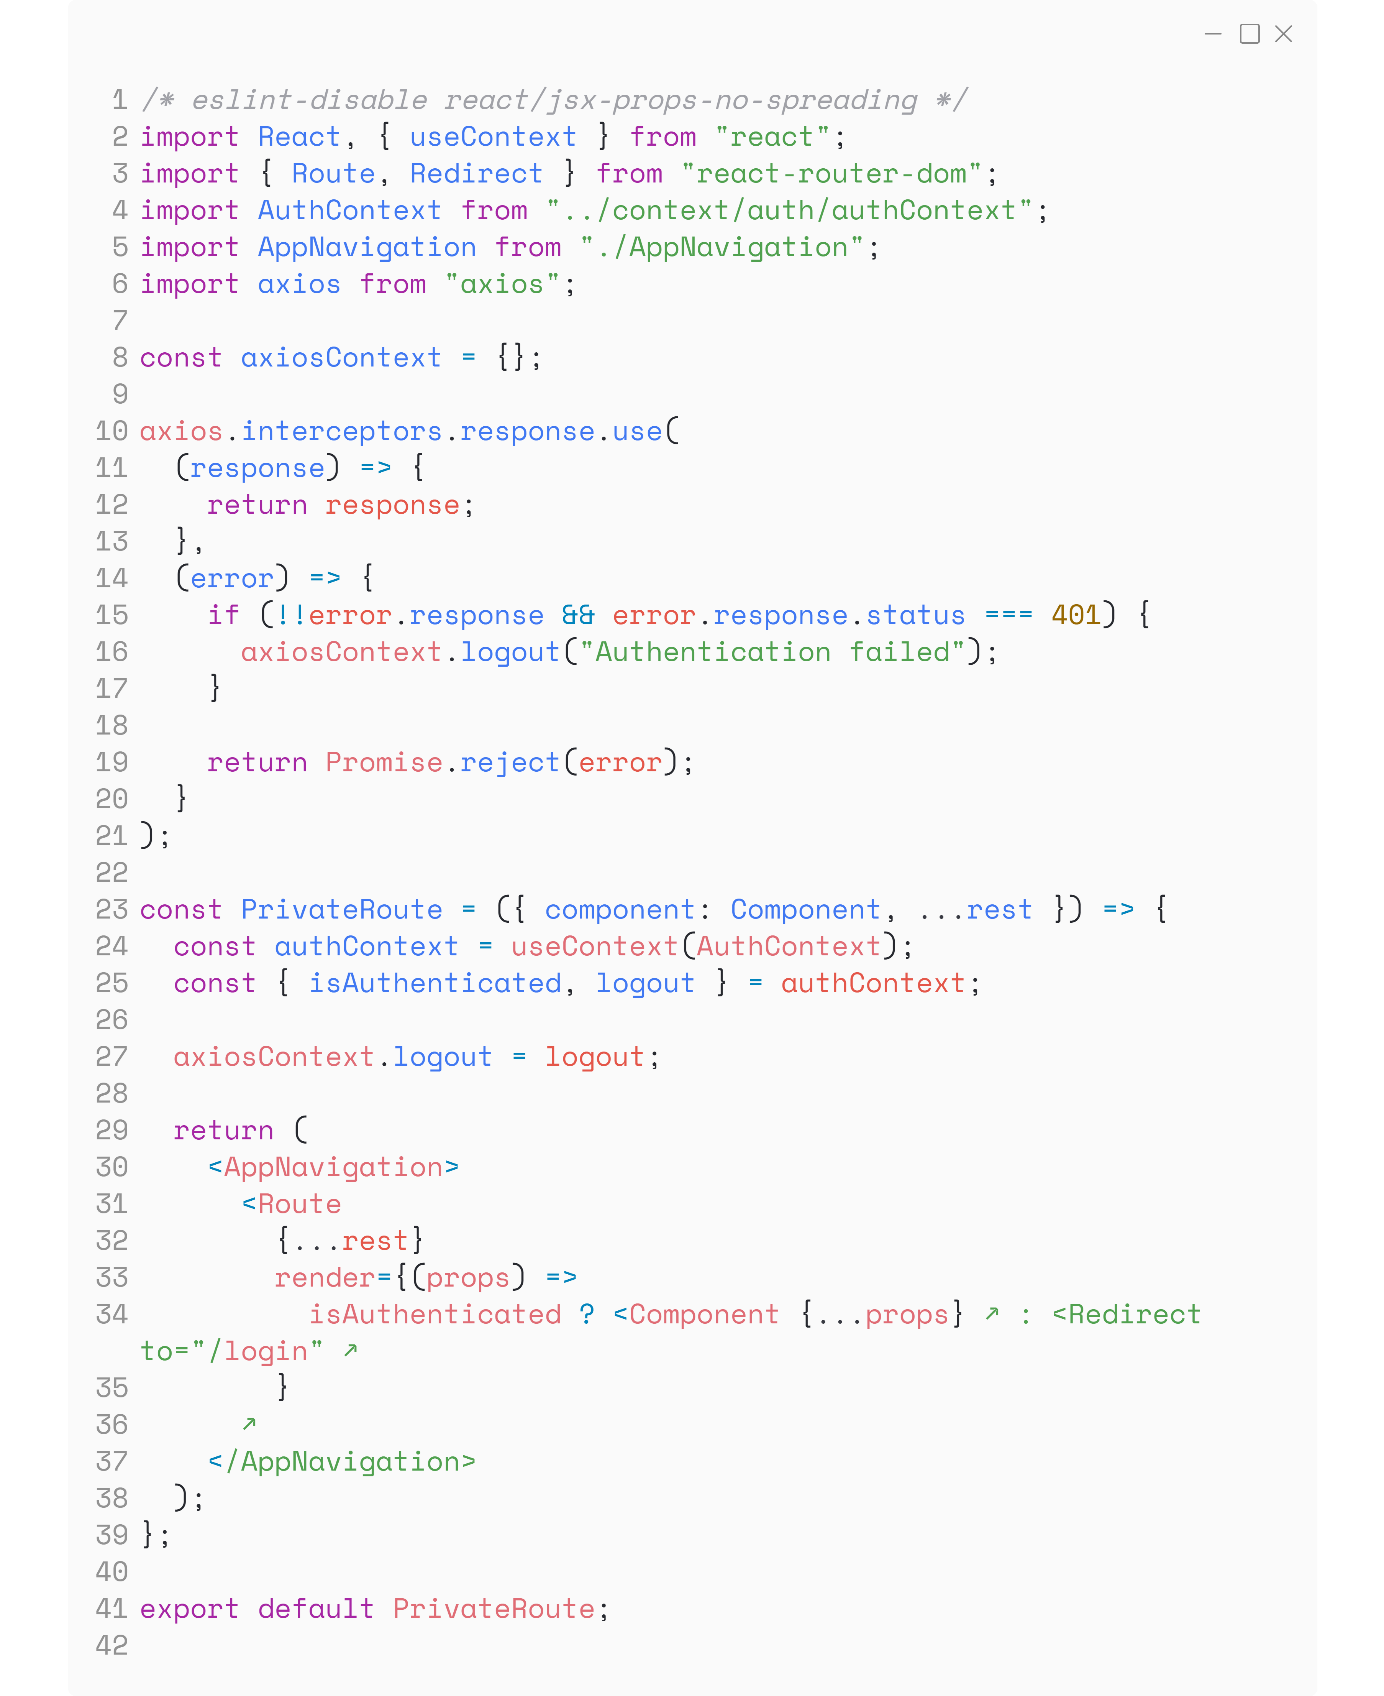 1 /* eslint-disable react/jsx-props-no-spreading */
2 import React, { useContext } from "react";
3 import { Route, Redirect } from "react-router-dom";
4 import AuthContext from "../context/auth/authContext";
5 import AppNavigation from "./AppNavigation";
6 import axios from "axios";
7
8 const axiosContext = {};
9
10 axios.interceptors.response.use(
11   (response) => {
12     return response;
13   },
14   (error) => {
15     if (!!error.response && error.response.status === 401) {
16       axiosContext.logout("Authentication failed");
17     }
18
19     return Promise.reject(error);
20   }
21 );
22
23 const PrivateRoute = ({ component: Component, ...rest }) => {
24   const authContext = useContext(AuthContext);
25   const { isAuthenticated, logout } = authContext;
26
27   axiosContext.logout = logout;
28
29   return (
30     <AppNavigation>
31       <Route
32         {...rest}
33         render={(props) =>
34           isAuthenticated ? <Component {...props} ↗ : <Redirect
to="/login" ↗
35         }
36       ↗
37     </AppNavigation>
38   );
39 };
40
41 export default PrivateRoute;
42